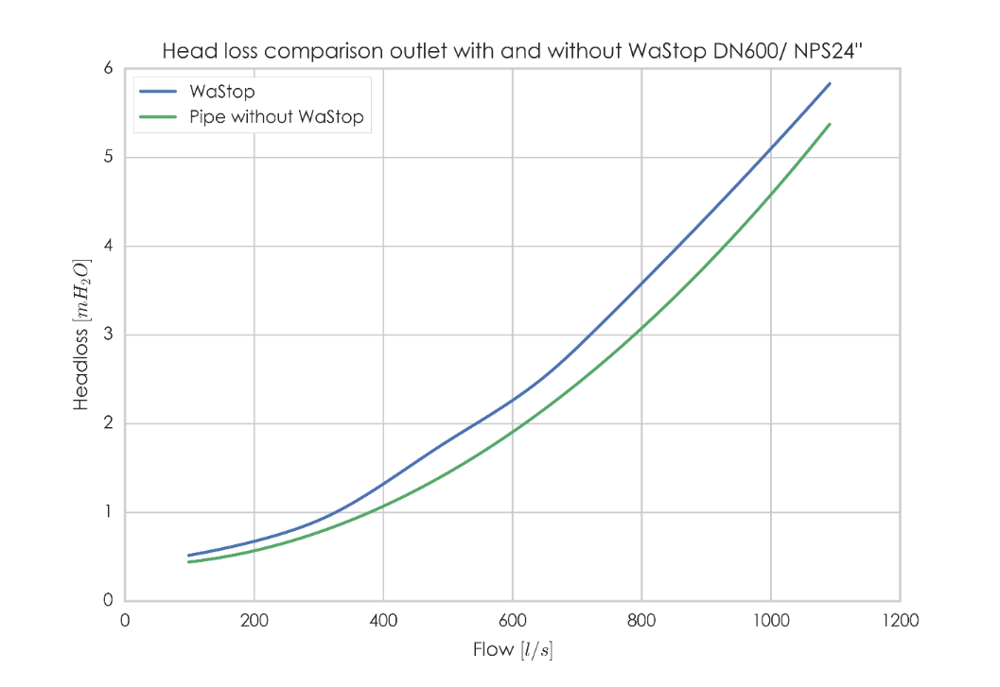 Head loss comparison outlet with and without WaStop DN600/ NPS24"
WaStop
Pipe without WaStop
6
5
4
3
2
1
0
Headloss [mH₂O]
0 200 400 600 800 1000 1200
Flow [l/s]